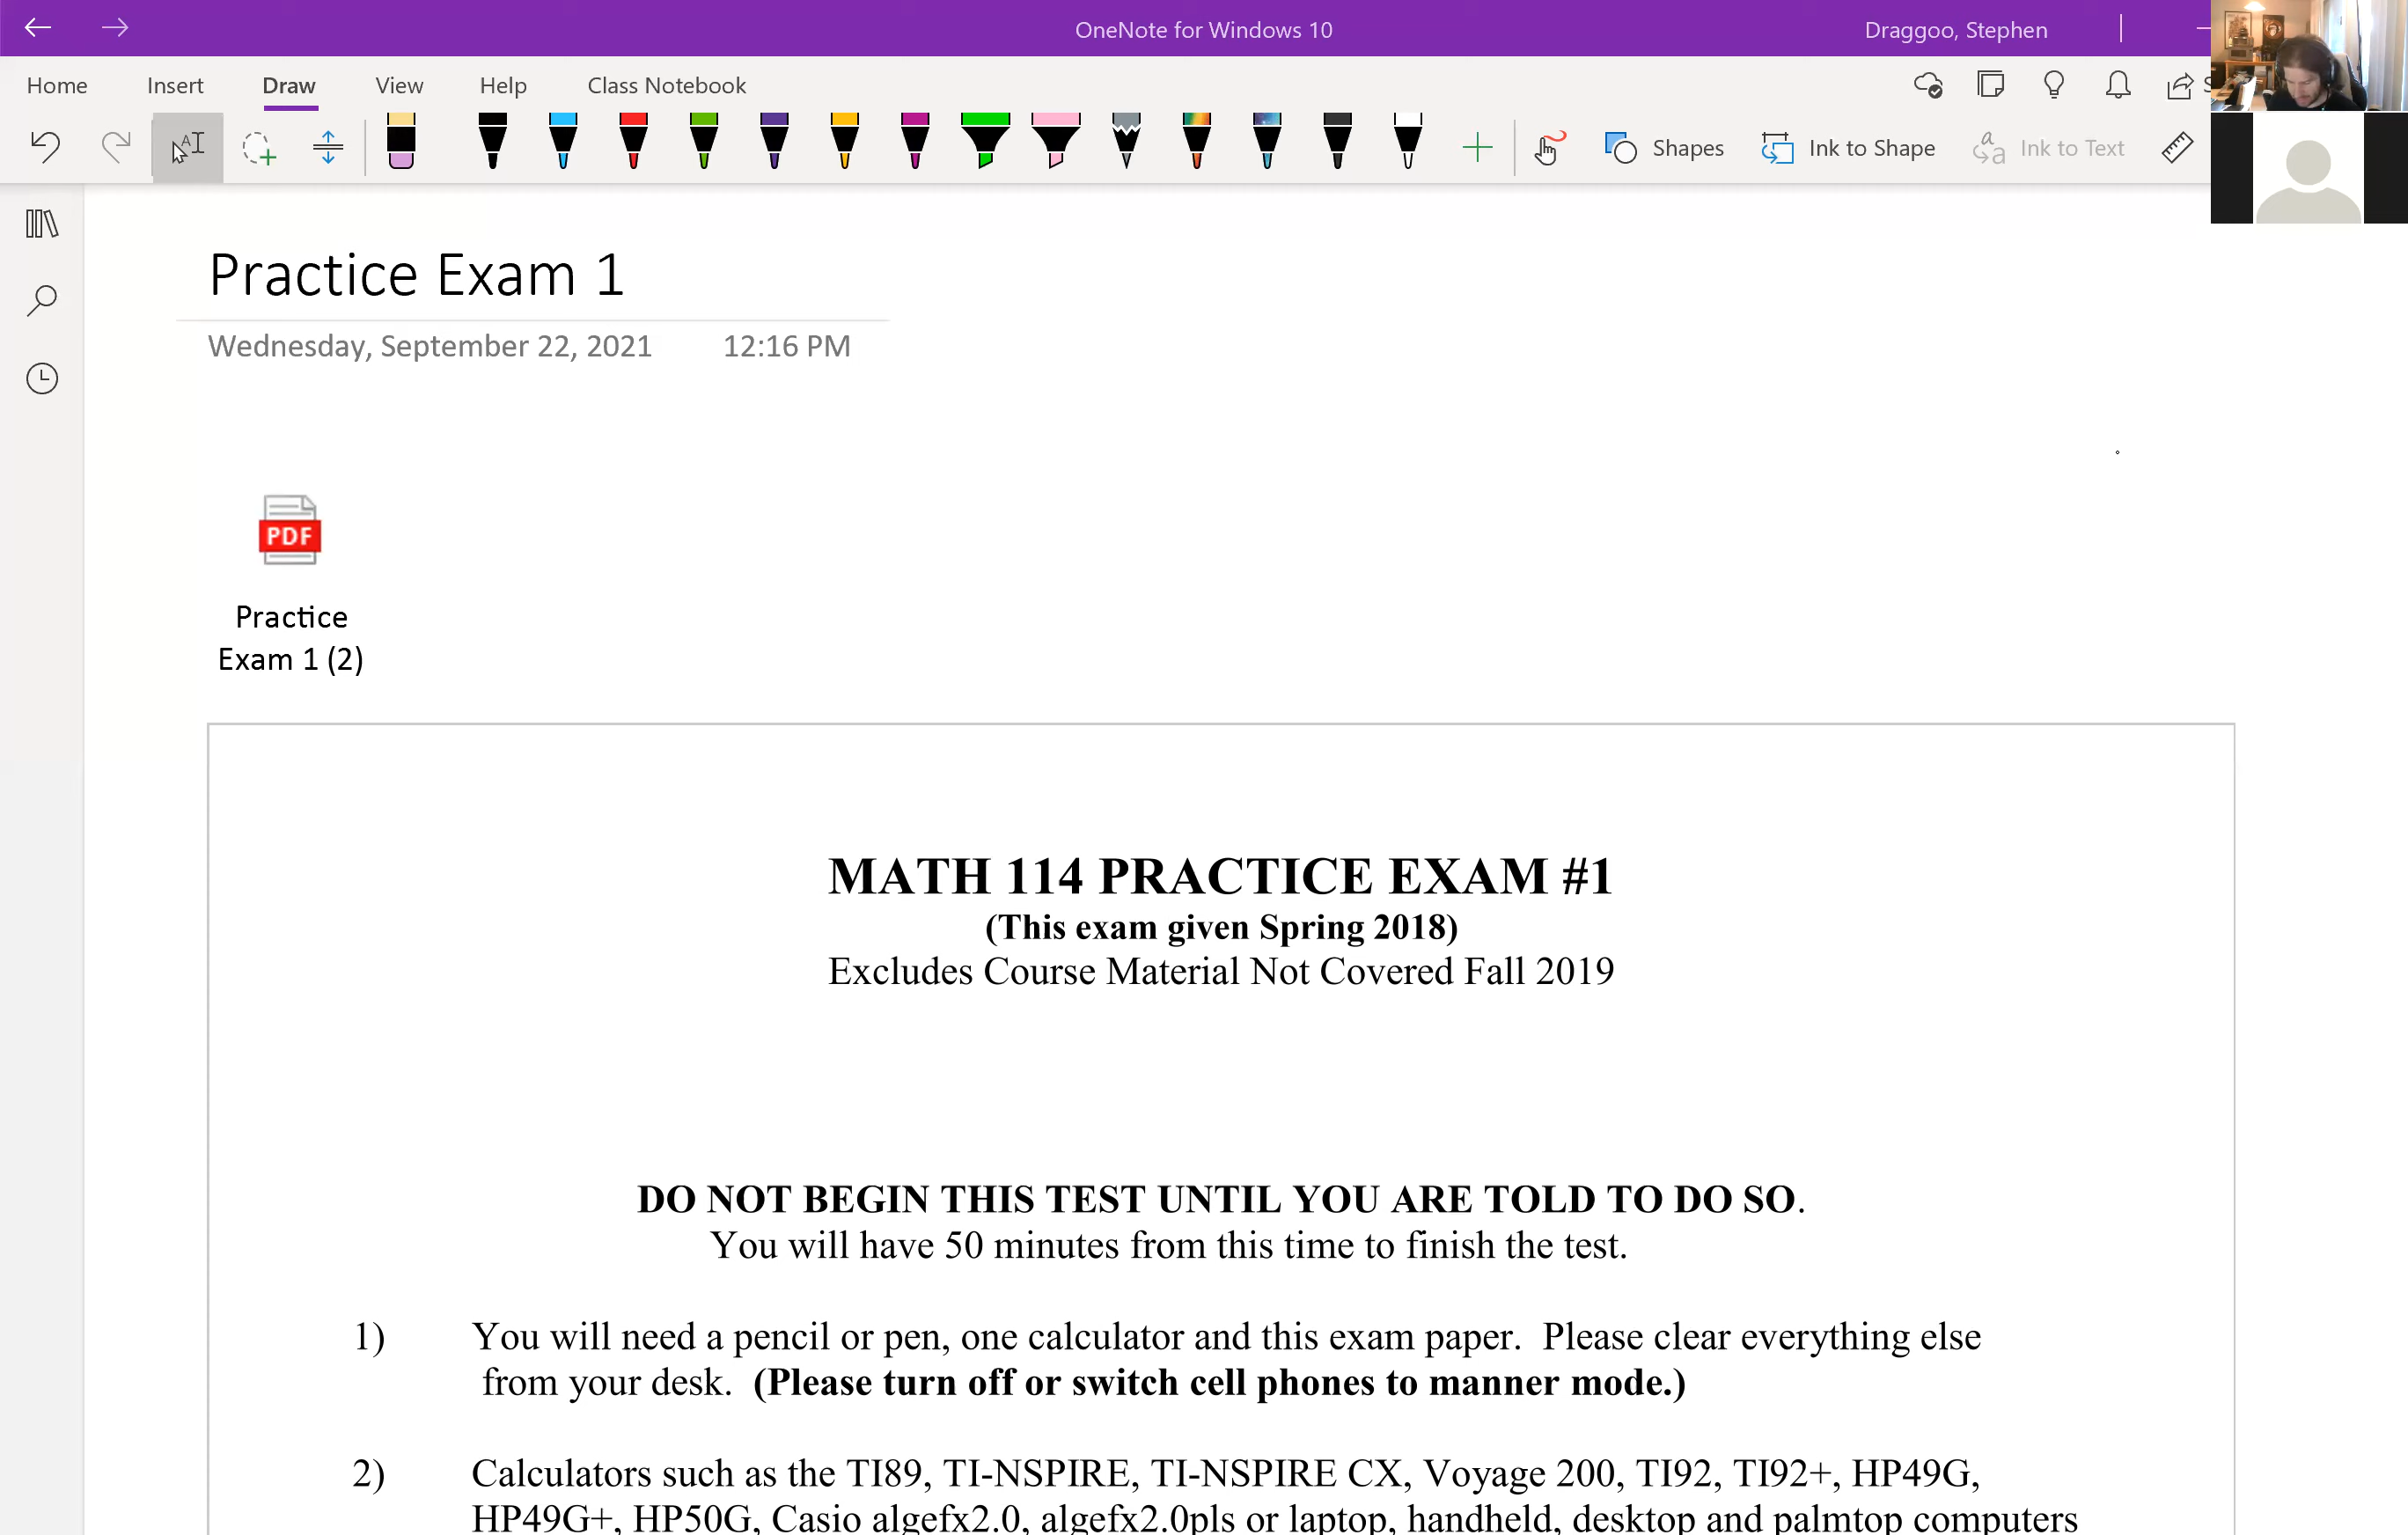 OneNote for Windows 10
Draggoo, Stephen
Home Insert Draw View Help Class Notebook
Shapes Ink to Shape Ink to Text
Practice Exam 1
Wednesday, September 22, 2021 12:16 PM
PDF
Practice
Exam 1 (2)
MATH 114 PRACTICE EXAM #1
(This exam given Spring 2018)
Excludes Course Material Not Covered Fall 2019
DO NOT BEGIN THIS TEST UNTIL YOU ARE TOLD TO DO SO.
You will have 50 minutes from this time to finish the test.
1) You will need a pencil or pen, one calculator and this exam paper. Please clear everything else
from your desk. (Please turn off or switch cell phones to manner mode.)
2) Calculators such as the TI89, TI-NSPIRE, TI-NSPIRE CX, Voyage 200, TI92, TI92+, HP49G,
HP49G+, HP50G, Casio algefx2.0, algefx2.0pls or laptop, handheld, desktop and palmtop computers